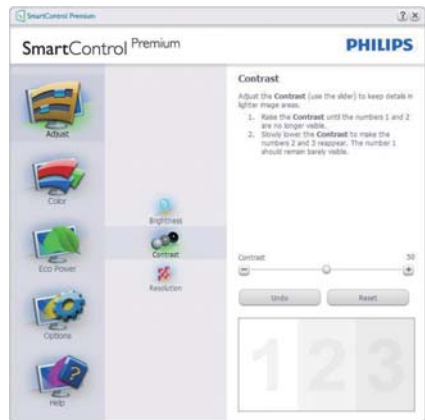 SmartControl Premium
SmartControl Premium
PHILIPS
Adjust
Color
Eco Power
Options
Help
Brightness
Contrast
Resolution
Contrast
Adjust the Contrast (use the slider) to keep details in
lighter image areas.
1. Raise the Contrast until the numbers 1 and 2
are no longer visible.
2. Slowly lower the Contrast to make the
numbers 2 and 3 reappear. The number 1
should remain barely visible.
Contrast 50
Undo Reset
1 2 3